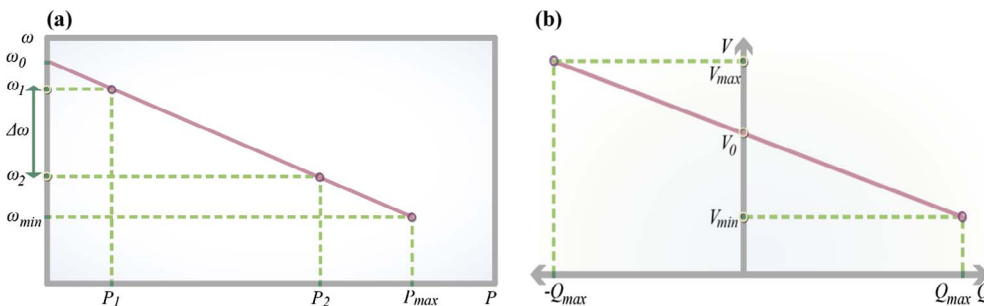 (a)
ω
ω0
ω1
Δω
ω2
ωmin
P1 P2 Pmax P
(b)
V
Vmax
V0
Vmin
-Qmax Qmax Q